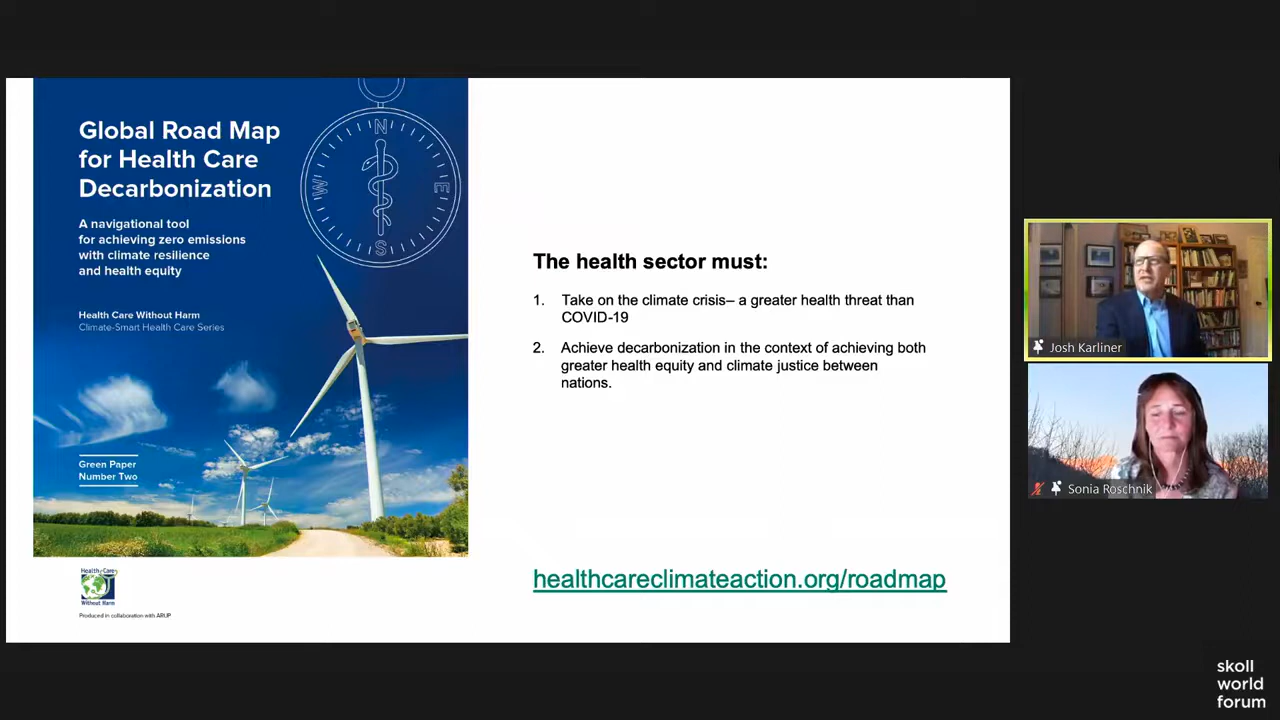 Global Road Map
for Health Care
Decarbonization
A navigational tool
for achieving zero emissions
with climate resilience
and health equity
Health Care Without Harm
Climate-Smart Health Care Series
N
W
E
S
Green Paper
Number Two
Health Care
Without Harm
Produced in collaboration with ARUP
The health sector must:
1. Take on the climate crisis– a greater health threat than
COVID-19
2. Achieve decarbonization in the context of achieving both
greater health equity and climate justice between
nations.
healthcareclimateaction.org/roadmap
Josh Karliner
Sonia Roschnik
skoll
world
forum